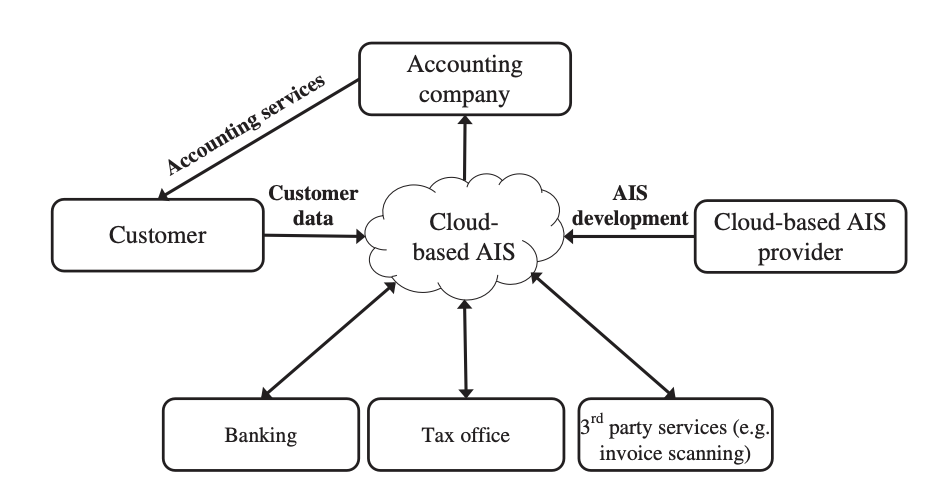 Accounting
company
Accounting services
Customer
Customer
data
Cloud-
based AIS
AIS
development
Cloud-based AIS
provider
Banking
Tax office
3rd party services (e.g.
invoice scanning)